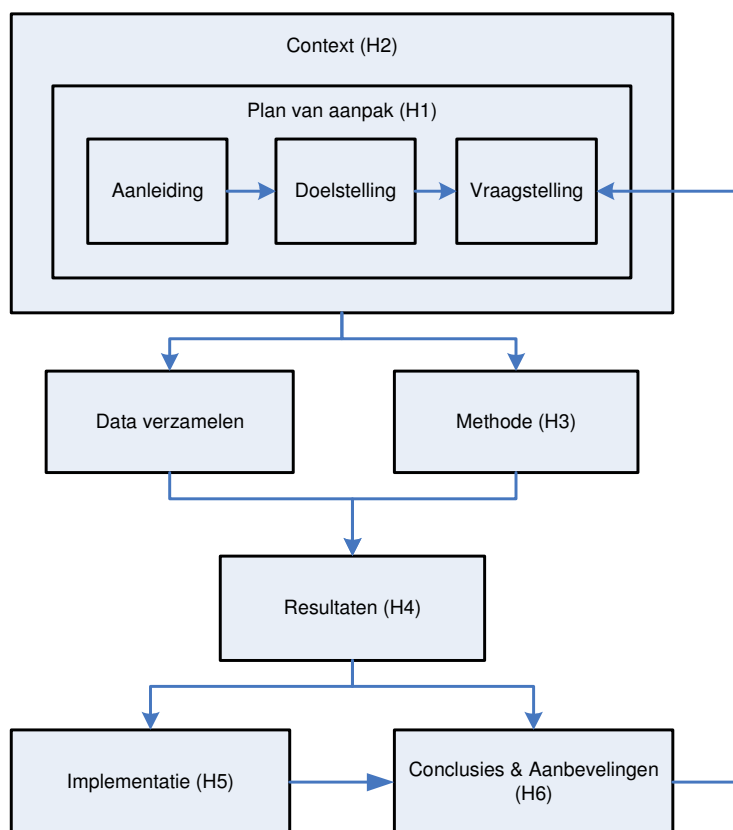 Context (H2)
Plan van aanpak (H1)
Aanleiding
Doelstelling
Vraagstelling
Data verzamelen
Methode (H3)
Resultaten (H4)
Implementatie (H5)
Conclusies & Aanbevelingen
(H6)